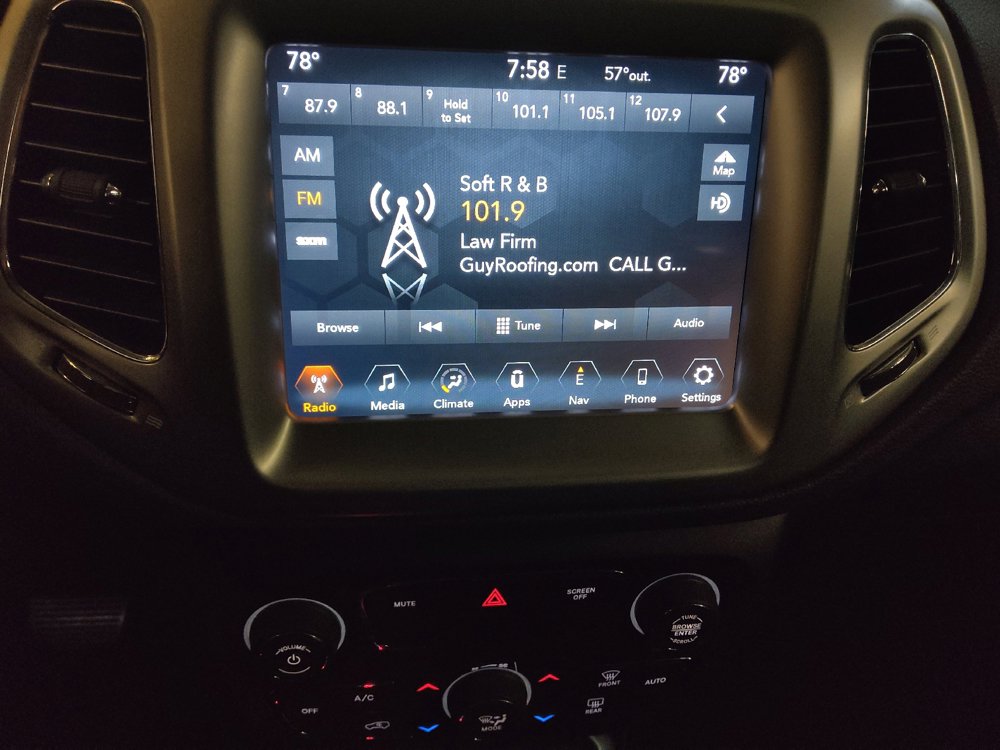 78° 7:58 E 57°out. 78°
7 87.9 8 88.1 9 Hold to Set 10 101.1 11 105.1 12 107.9
AM
Map
Soft R & B
FM
101.9
HD
Law Firm
GuyRoofing.com CALL G...
Browse Tune Audio
Radio Media Climate Apps Nav Phone Settings
E
MUTE
SCREEN
OFF
TUNE
BROWSE
ENTER
SCROLL
VOLUME
A/C
OFF
MODE
FRONT
AUTO
REAR